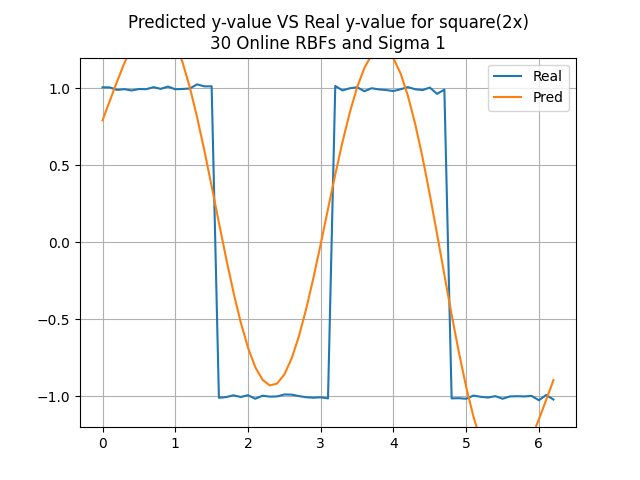 Predicted y-value VS Real y-value for square(2x)
30 Online RBFs and Sigma 1
Real
Pred
1.0
0.5
0.0
−0.5
−1.0
0 1 2 3 4 5 6